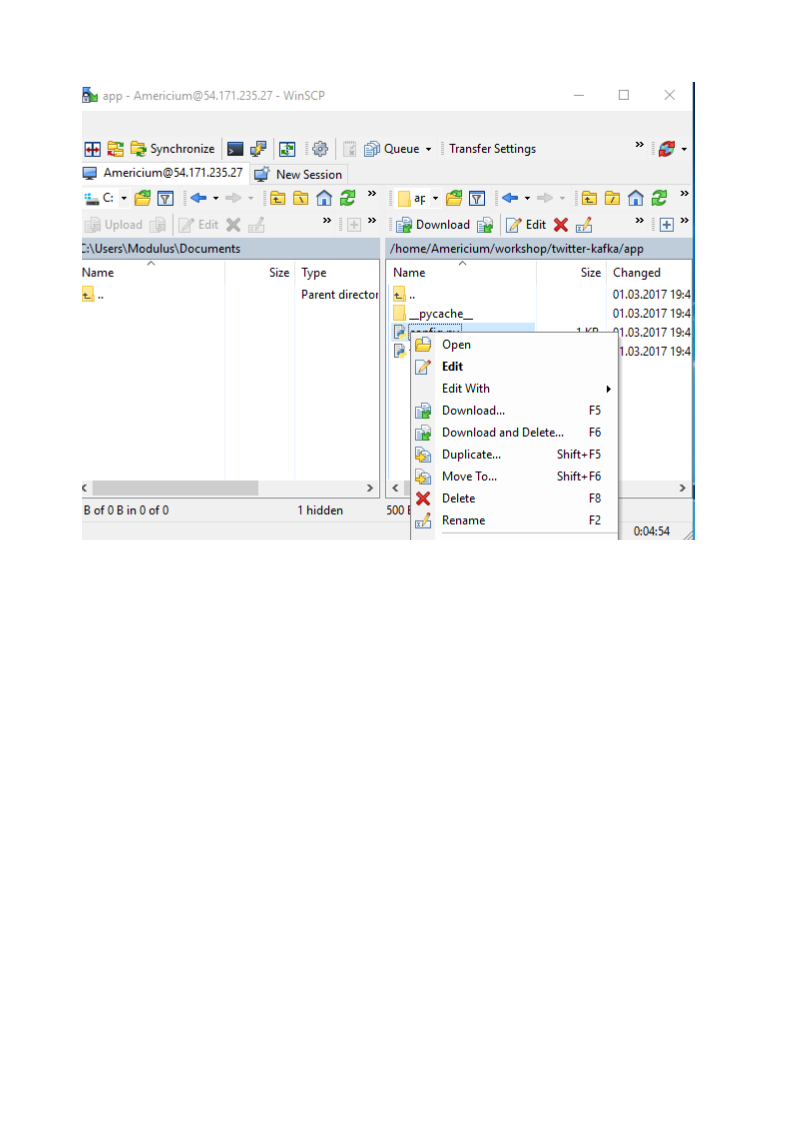 app - Americium@54.171.235.27 - WinSCP
Synchronize Queue Transfer Settings »
Americium@54.171.235.27 New Session
C: » ap »
Upload Edit » » Download Edit » »
C:\Users\Modulus\Documents /home/Americium/workshop/twitter-kafka/app
Name Size Type Name Size Changed
.. Parent director .. 01.03.2017 19:4
__pycache__ 01.03.2017 19:4
config.py 1 KB 01.03.2017 19:4
01.03.2017 19:4
Open
Edit
Edit With
Download... F5
Download and Delete... F6
Duplicate... Shift+F5
Move To... Shift+F6
Delete F8
Rename F2
B of 0 B in 0 of 0 1 hidden 500 B
0:04:54